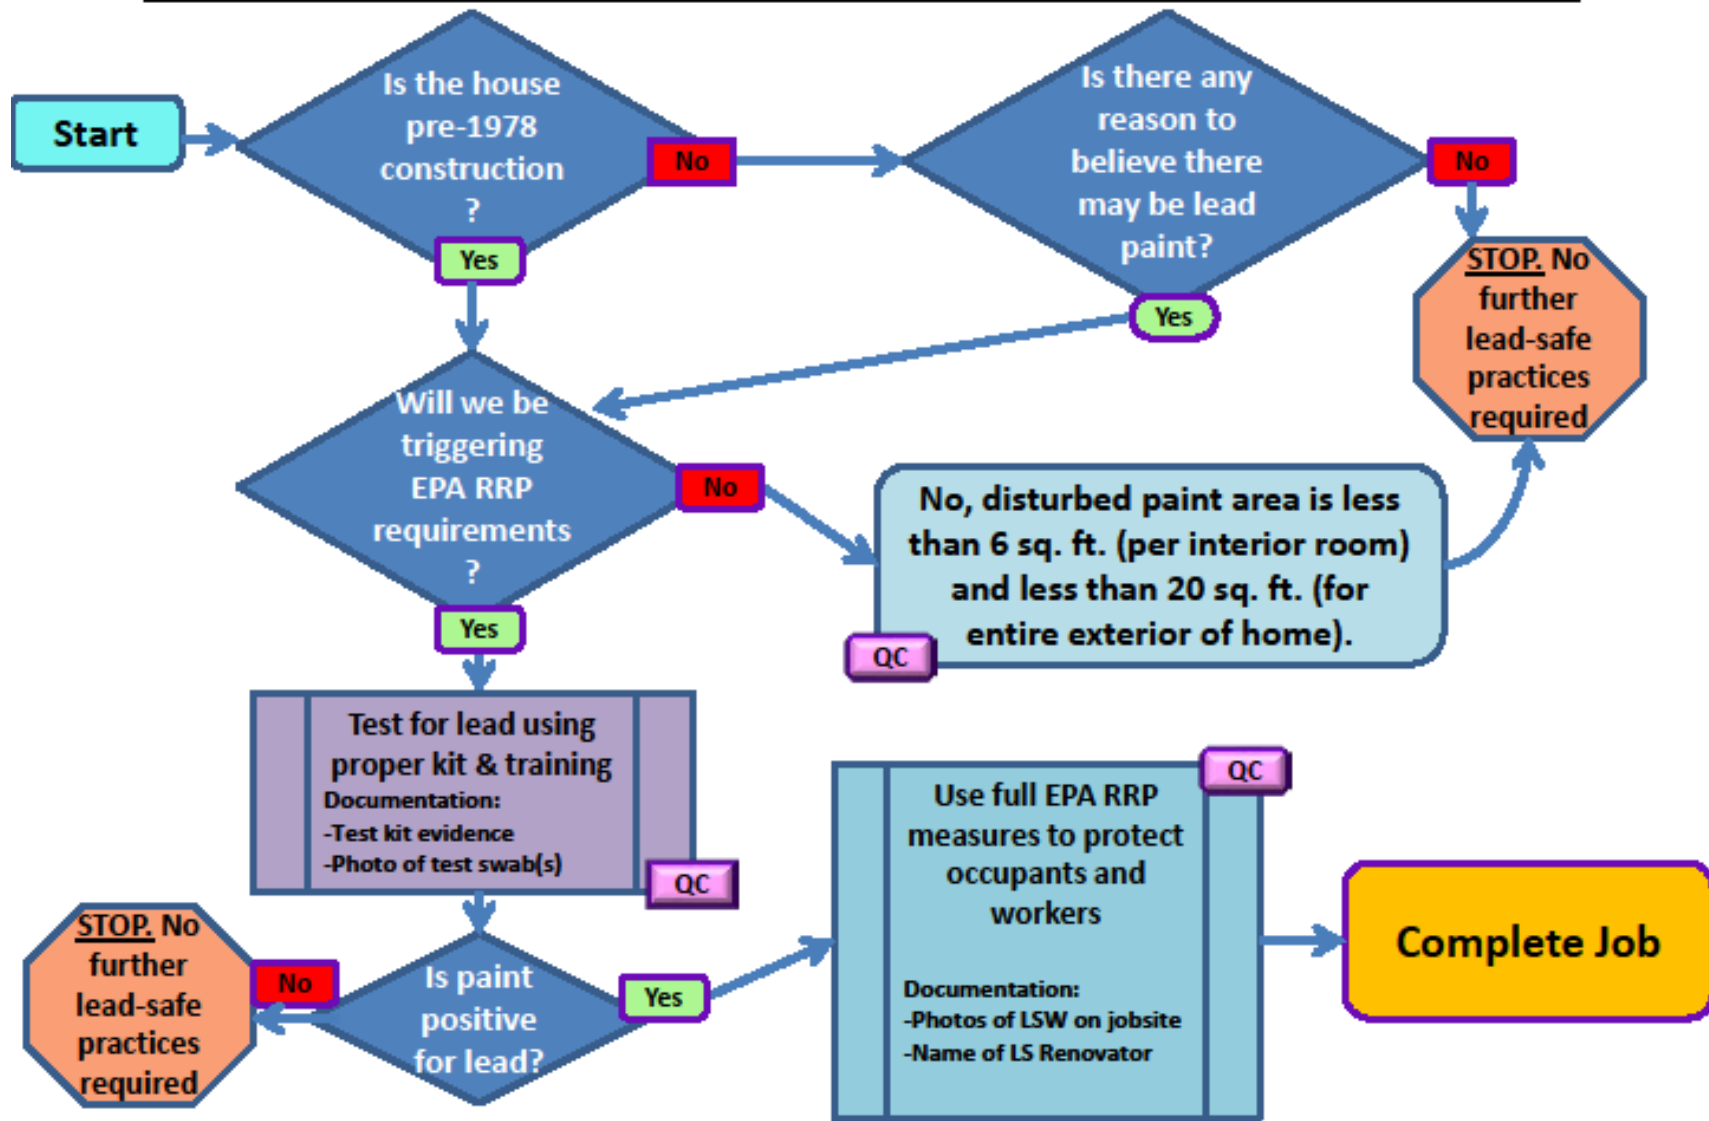 Start
Is the house
pre-1978
construction
?
No
Yes
Is there any
reason to
believe there
may be lead
paint?
No
Yes
STOP. No
further
lead-safe
practices
required
Will we be
triggering
EPA RRP
requirements
?
No
Yes
No, disturbed paint area is less
than 6 sq. ft. (per interior room)
and less than 20 sq. ft. (for
entire exterior of home).
QC
Test for lead using
proper kit & training
Documentation:
-Test kit evidence
-Photo of test swab(s)
QC
Is paint
positive
for lead?
No
Yes
STOP. No
further
lead-safe
practices
required
QC
Use full EPA RRP
measures to protect
occupants and
workers
Documentation:
-Photos of LSW on jobsite
-Name of LS Renovator
Complete Job